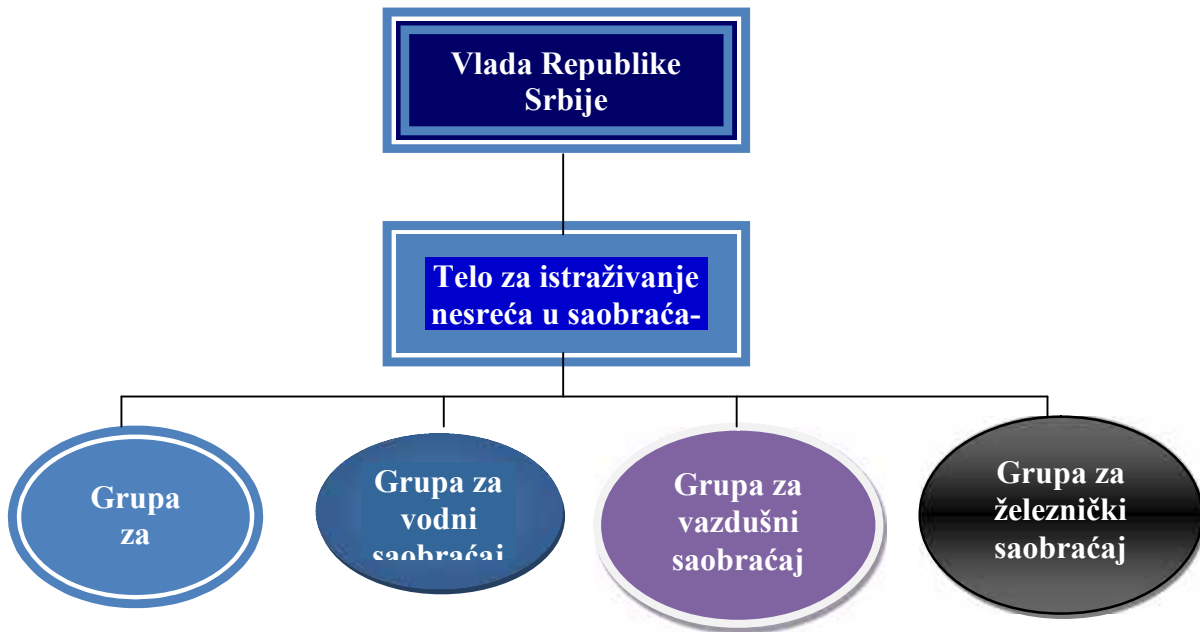 Vlada Republike
Srbije
Telo za istraživanje
nesreća u saobraća-
Grupa
za
Grupa za
vodni
saobraćaj
Grupa za
vazdušni
saobraćaj
Grupa za
železnički
saobraćaj